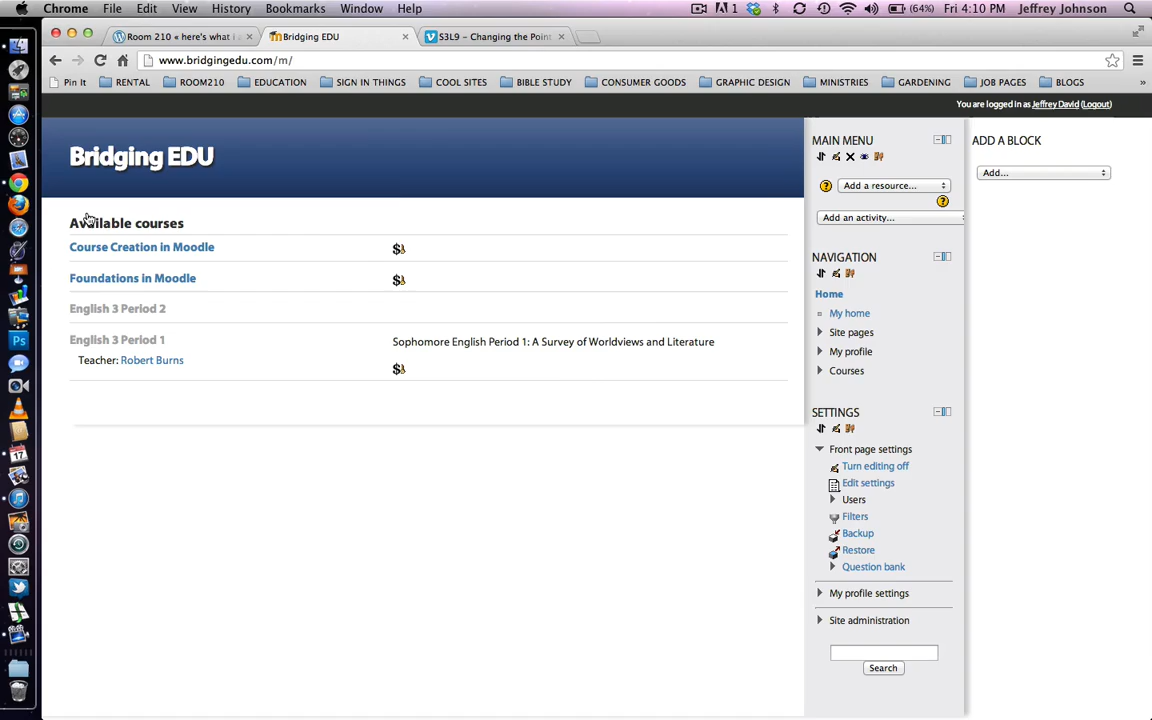 Chrome File Edit View History Bookmarks Window Help 1 (64%) Fri 4:10 PM Jeffrey Johnson
Room 210 « here's what i a × Bridging EDU × S3L9 – Changing the Point ×
www.bridgingedu.com/m/
Pin It RENTAL ROOM210 EDUCATION SIGN IN THINGS COOL SITES BIBLE STUDY CONSUMER GOODS GRAPHIC DESIGN MINISTRIES GARDENING JOB PAGES BLOGS »
You are logged in as Jeffrey David (Logout)
Bridging EDU
Available courses
Course Creation in Moodle
Foundations in Moodle
English 3 Period 2
English 3 Period 1
Sophomore English Period 1: A Survey of Worldviews and Literature
Teacher: Robert Burns
MAIN MENU
Add a resource...
Add an activity...
NAVIGATION
Home
My home
Site pages
My profile
Courses
SETTINGS
Front page settings
Turn editing off
Edit settings
Users
Filters
Backup
Restore
Question bank
My profile settings
Site administration
Search
ADD A BLOCK
Add...
17
Ps